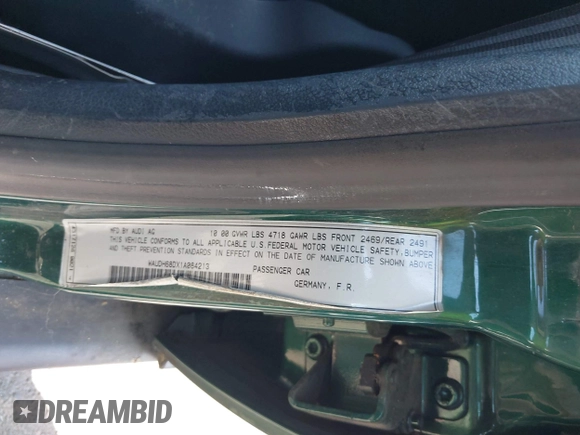 MFD BY AUDI AG 10 00 GVWR LBS 4718 GAWR LBS FRONT 2469/REAR 2491
THIS VEHICLE CONFORMS TO ALL APPLICABLE U.S. FEDERAL MOTOR VEHICLE SAFETY, BUMPER
AND THEFT PREVENTION STANDARDS IN EFFECT ON THE DATE OF MANUFACTURE SHOWN ABOVE
WAUDH68DX1A054213 PASSENGER CAR
GERMANY, F.R.
DREAMBID